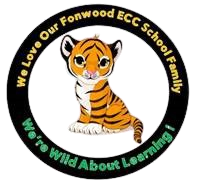 We Love Our Fonwood ECC School Family
We're Wild About Learning !